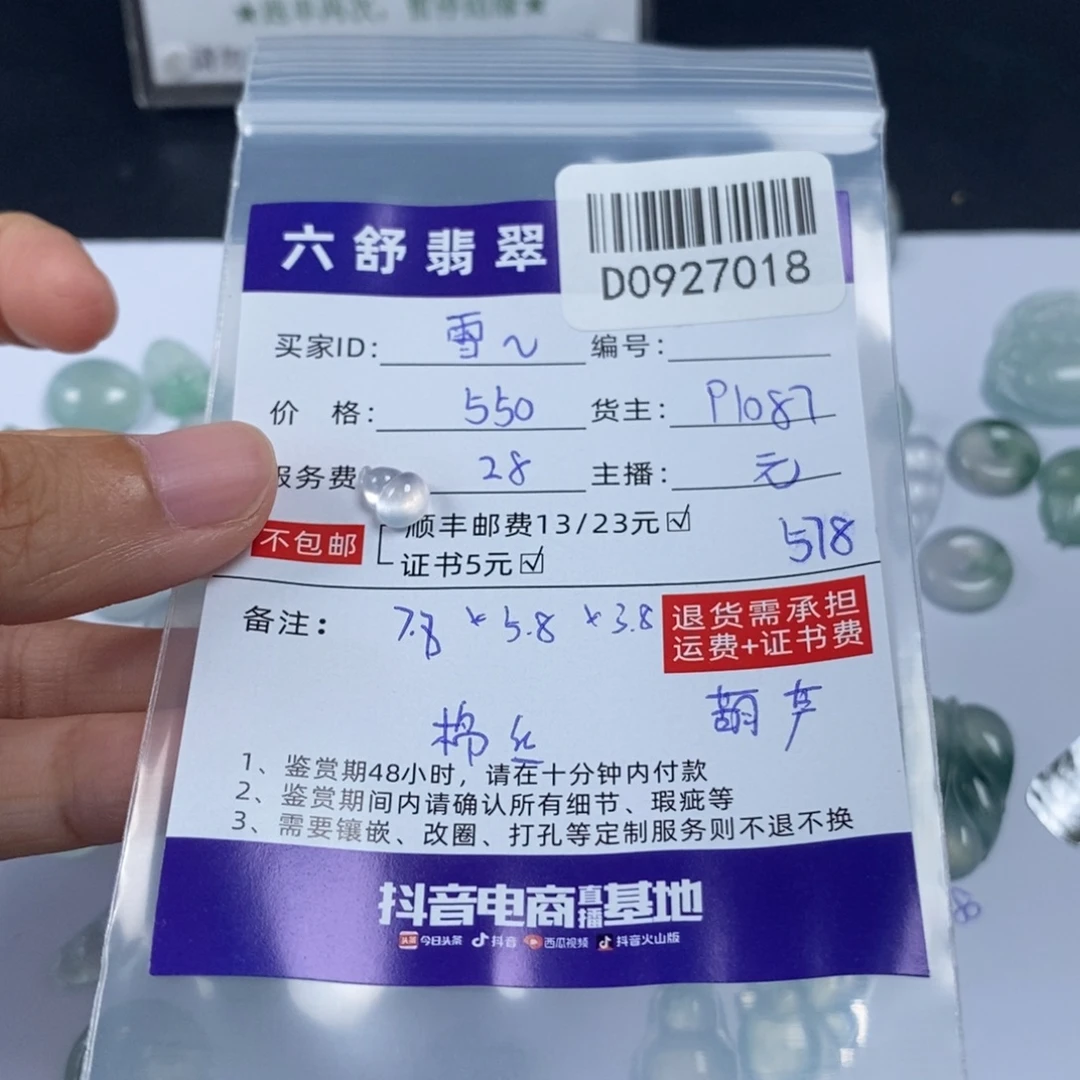 六舒翡翠
D0927018
买家ID: 雪~ 编号:
价 格: 550 货主: P1087
服务费 28 主播: 元
不包邮 顺丰邮费13/23元☑ 578
证书5元☑
备注: 7.8×5.8×3.8 退货需承担
运费+证书费
棉丝 葫芦
1、鉴赏期48小时,请在十分钟内付款
2、鉴赏期间内请确认所有细节、瑕疵等
3、需要镶嵌、改圈、打孔等定制服务则不退不换
抖音电商直播基地
头条 今日头条 抖音 西瓜视频 抖音火山版